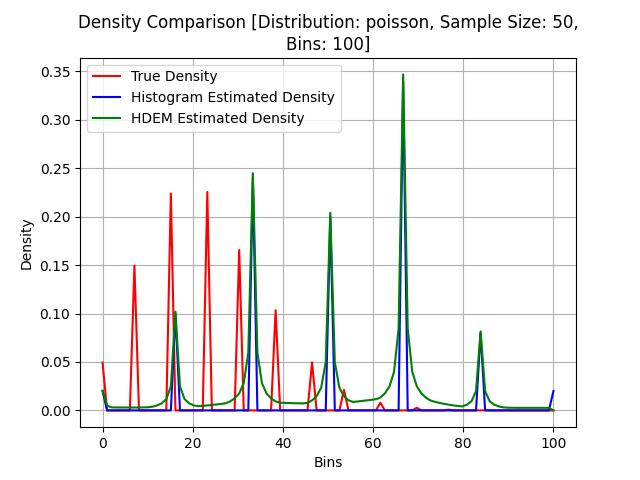 Density Comparison [Distribution: poisson, Sample Size: 50,
Bins: 100]
True Density
Histogram Estimated Density
HDEM Estimated Density
Density
0.35
0.30
0.25
0.20
0.15
0.10
0.05
0.00
0 20 40 60 80 100
Bins